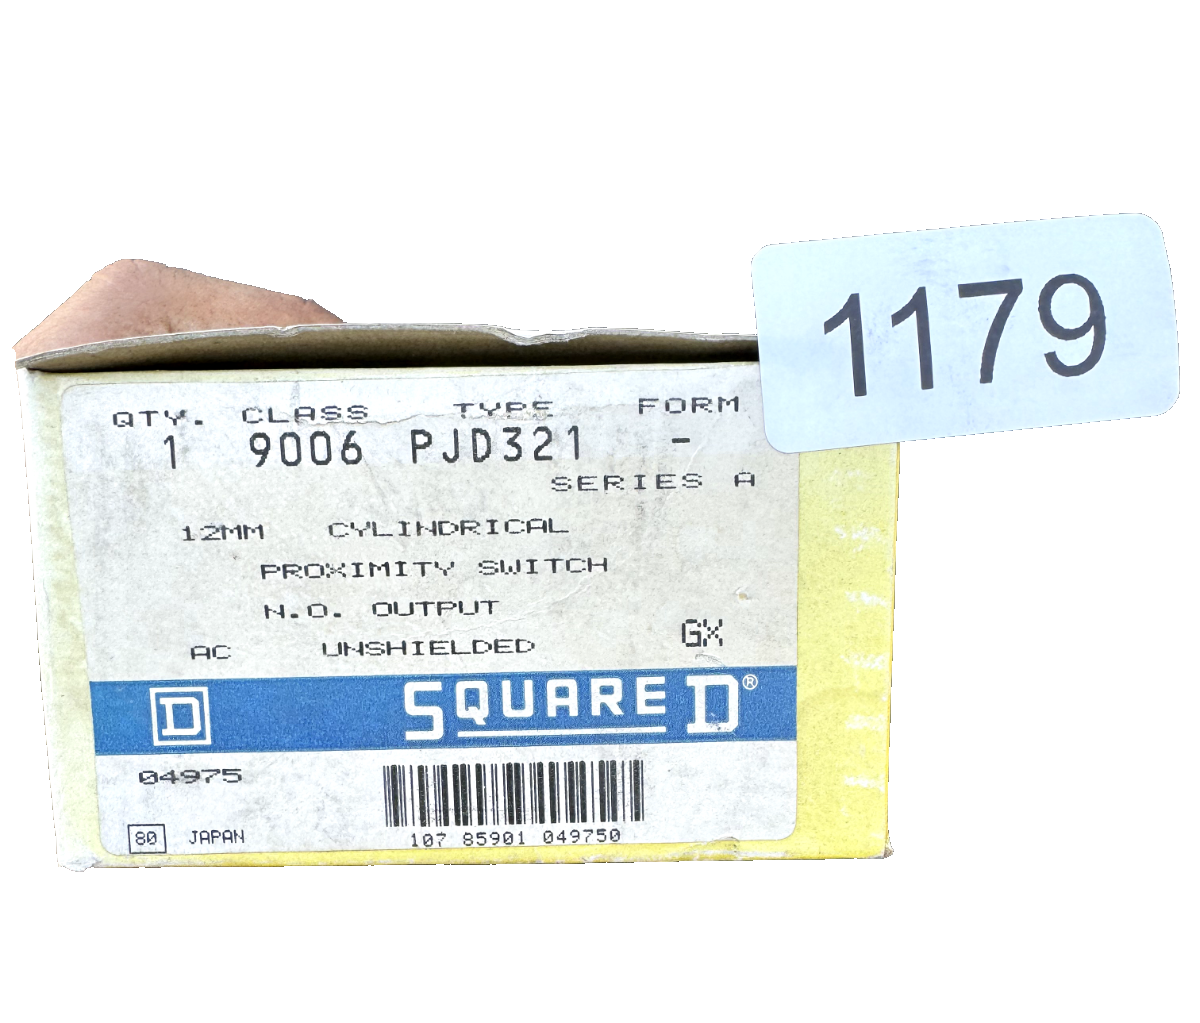 1179
QTY. CLASS TYPE FORM
1 9006 PJD321 -
SERIES A
12MM CYLINDRICAL
PROXIMITY SWITCH
N.O. OUTPUT
AC UNSHIELDED GX
D SQUARE D®
04975
80 JAPAN
107 85901 049750